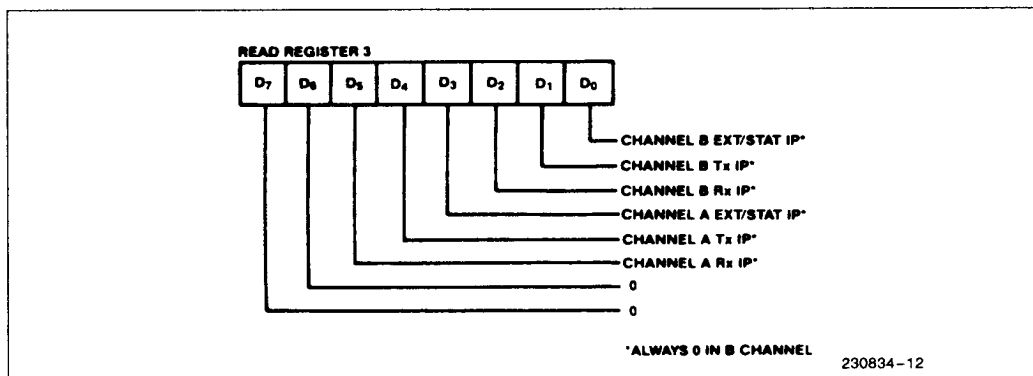 READ REGISTER 3
D7 D6 D5 D4 D3 D2 D1 D0
CHANNEL B EXT/STAT IP*
CHANNEL B Tx IP*
CHANNEL B Rx IP*
CHANNEL A EXT/STAT IP*
CHANNEL A Tx IP*
CHANNEL A Rx IP*
0
0
*ALWAYS 0 IN B CHANNEL
230834-12